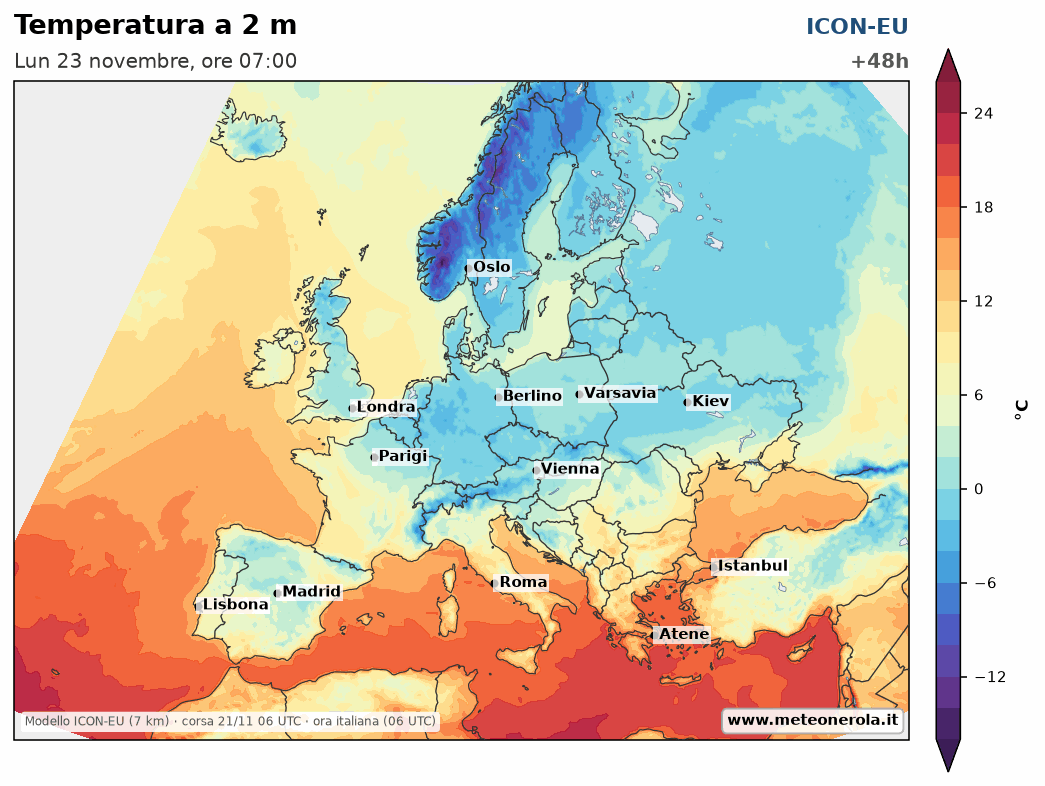 Temperatura a 2 m
ICON-EU
Lun 23 novembre, ore 07:00
+48h
24
18
12
6
0
−6
−12
°C
Oslo
Berlino
Varsavia
Kiev
Londra
Parigi
Vienna
Istanbul
Roma
Madrid
Lisbona
Atene
Modello ICON-EU (7 km) · corsa 21/11 06 UTC · ora italiana (06 UTC)
www.meteonerola.it